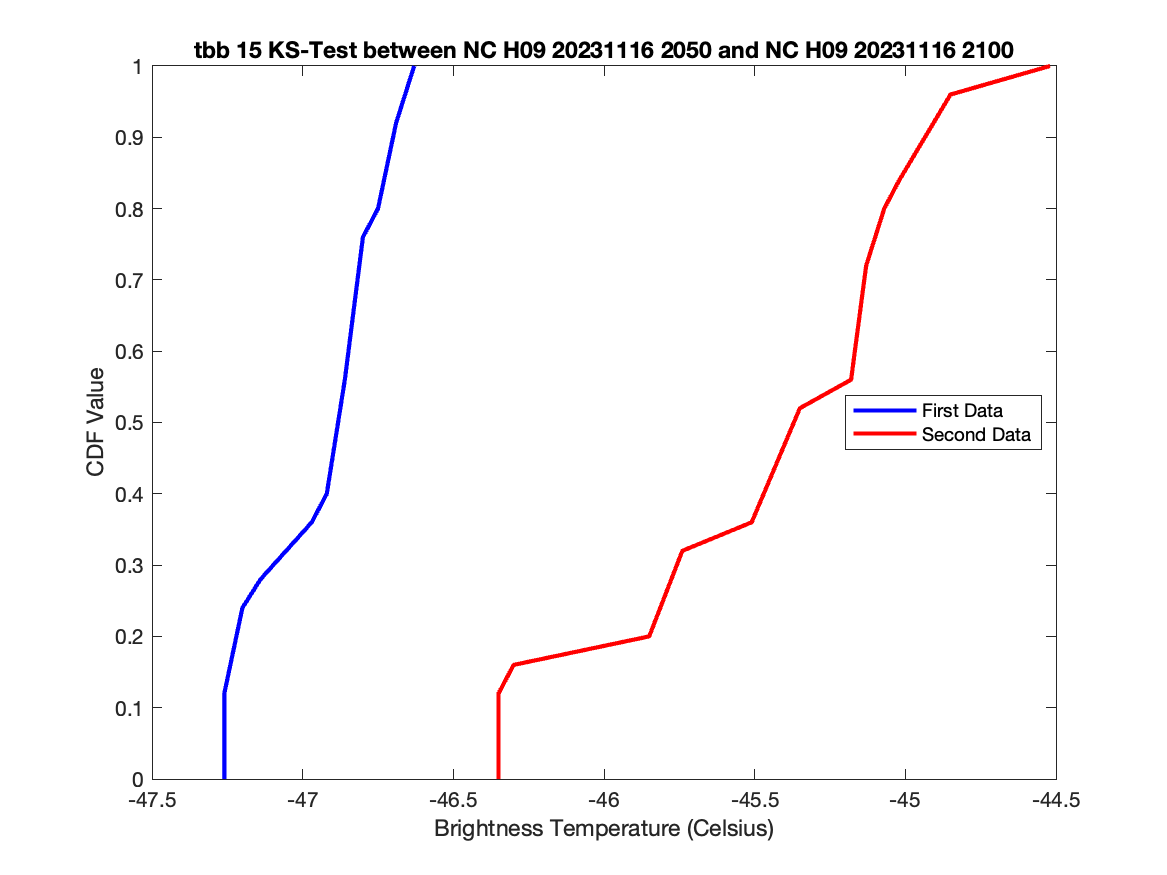 tbb 15 KS-Test between NC H09 20231116 2050 and NC H09 20231116 2100
1
0.9
0.8
0.7
0.6
0.5
0.4
0.3
0.2
0.1
0
CDF Value
First Data
Second Data
-47.5 -47 -46.5 -46 -45.5 -45 -44.5
Brightness Temperature (Celsius)